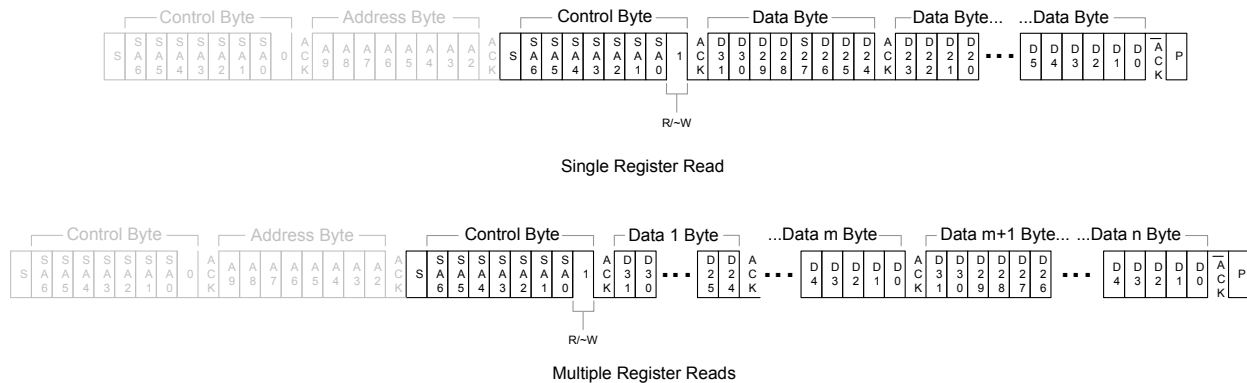 Control Byte Address Byte Control Byte Data Byte Data Byte... ...Data Byte
S SA6 SA5 SA4 SA3 SA2 SA1 SA0 0 ACK A9 A8 A7 A6 A5 A4 A3 A2 ACK S SA6 SA5 SA4 SA3 SA2 SA1 SA0 1 ACK D31 D30 D29 D28 S27 D26 D25 D24 ACK D23 D22 D21 D20 ... D5 D4 D3 D2 D1 D0 ACK P
R/~W
Single Register Read
Control Byte Address Byte Control Byte Data 1 Byte ...Data m Byte Data m+1 Byte... ...Data n Byte
S SA6 SA5 SA4 SA3 SA2 SA1 SA0 0 ACK A9 A8 A7 A6 A5 A4 A3 A2 ACK S SA6 SA5 SA4 SA3 SA2 SA1 SA0 1 ACK D31 D30 ... D25 D24 ACK ... D4 D3 D2 D1 D0 ACK D31 D30 D29 D28 D27 D26 ... D4 D3 D2 D1 D0 ACK P
R/~W
Multiple Register Reads